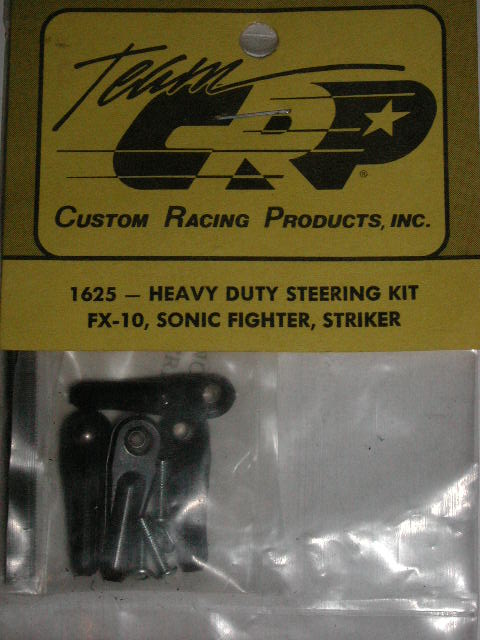 Team
CRP®
CUSTOM RACING PRODUCTS, INC.
1625 — HEAVY DUTY STEERING KIT
FX-10, SONIC FIGHTER, STRIKER